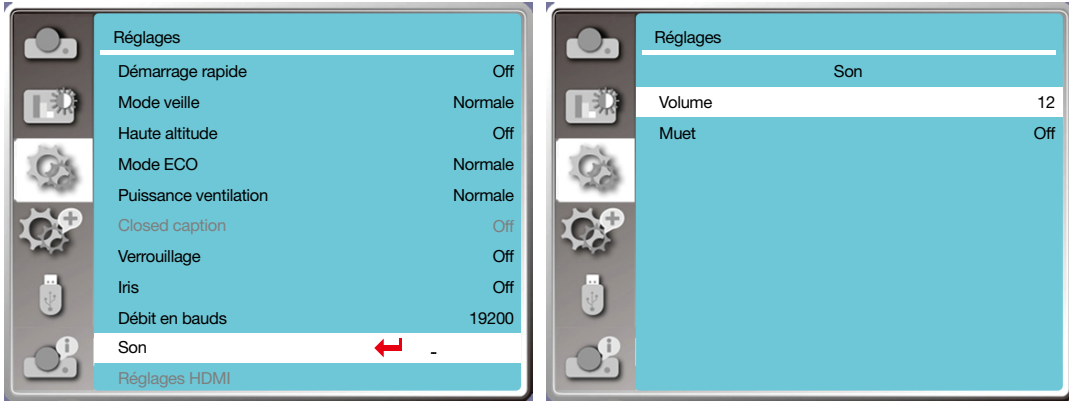 Réglages
Démarrage rapide Off
Mode veille Normale
Haute altitude Off
Mode ECO Normale
Puissance ventilation Normale
Closed caption Off
Verrouillage Off
Iris Off
Débit en bauds 19200
Son -
Réglages HDMI
Réglages
Son
Volume 12
Muet Off